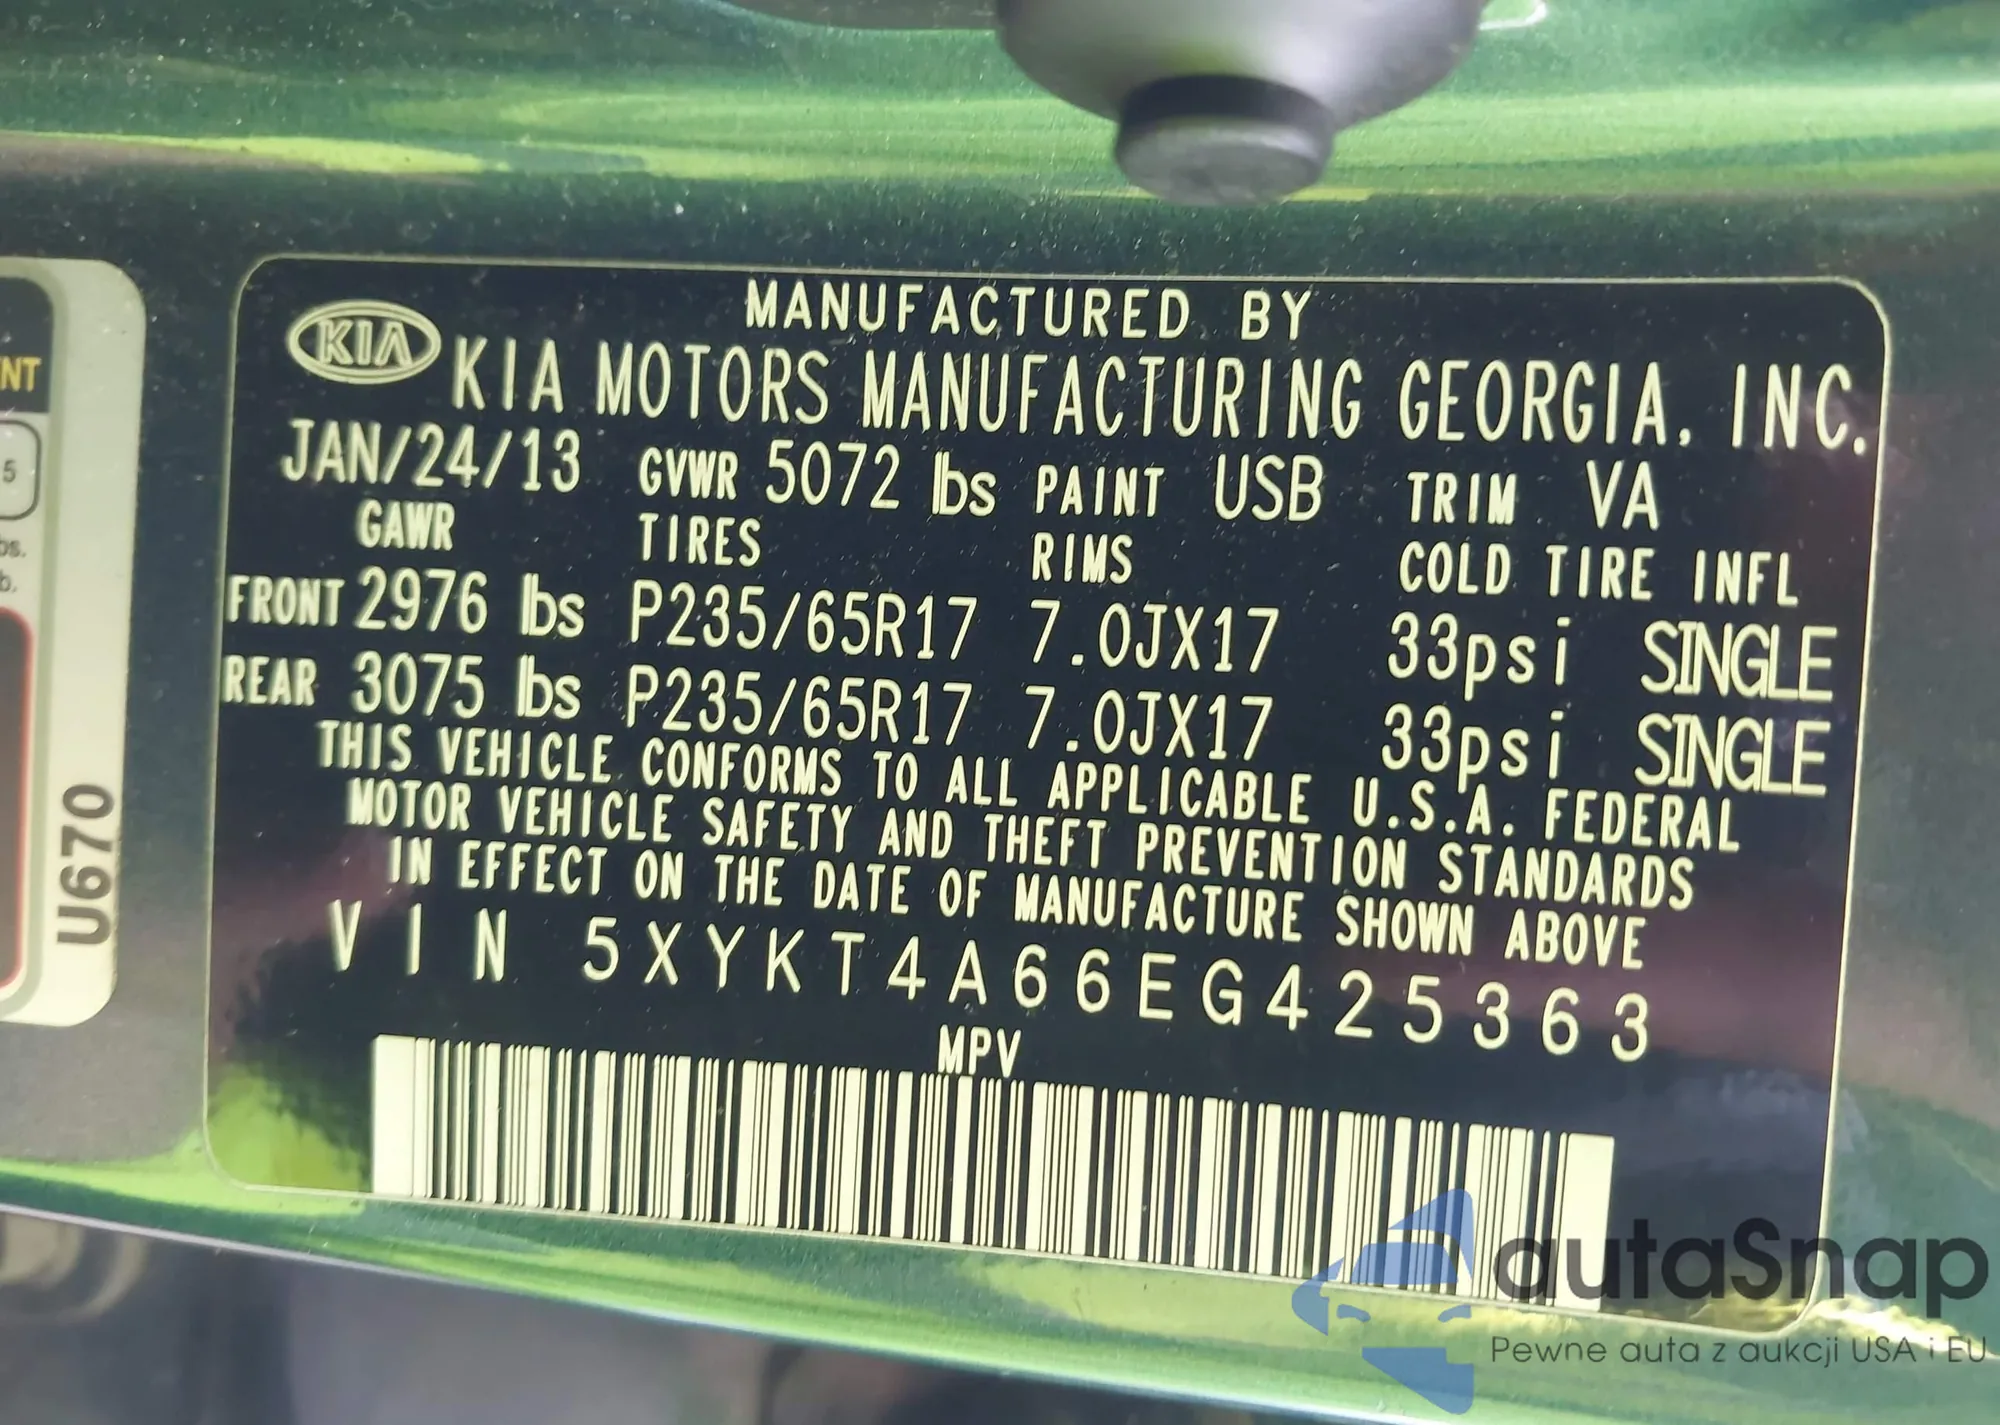 KIA
MANUFACTURED BY
KIA MOTORS MANUFACTURING GEORGIA, INC.
JAN/24/13 GVWR 5072 lbs PAINT USB TRIM VA
GAWR TIRES RIMS COLD TIRE INFL
FRONT 2976 lbs P235/65R17 7.0JX17 33psi SINGLE
REAR 3075 lbs P235/65R17 7.0JX17 33psi SINGLE
THIS VEHICLE CONFORMS TO ALL APPLICABLE U.S.A. FEDERAL
MOTOR VEHICLE SAFETY AND THEFT PREVENTION STANDARDS
IN EFFECT ON THE DATE OF MANUFACTURE SHOWN ABOVE
VIN 5XYKT4A66EG425363
MPV
NT
5
bs.
b.
U670
autaSnap
Pewne auta z aukcji USA i EU